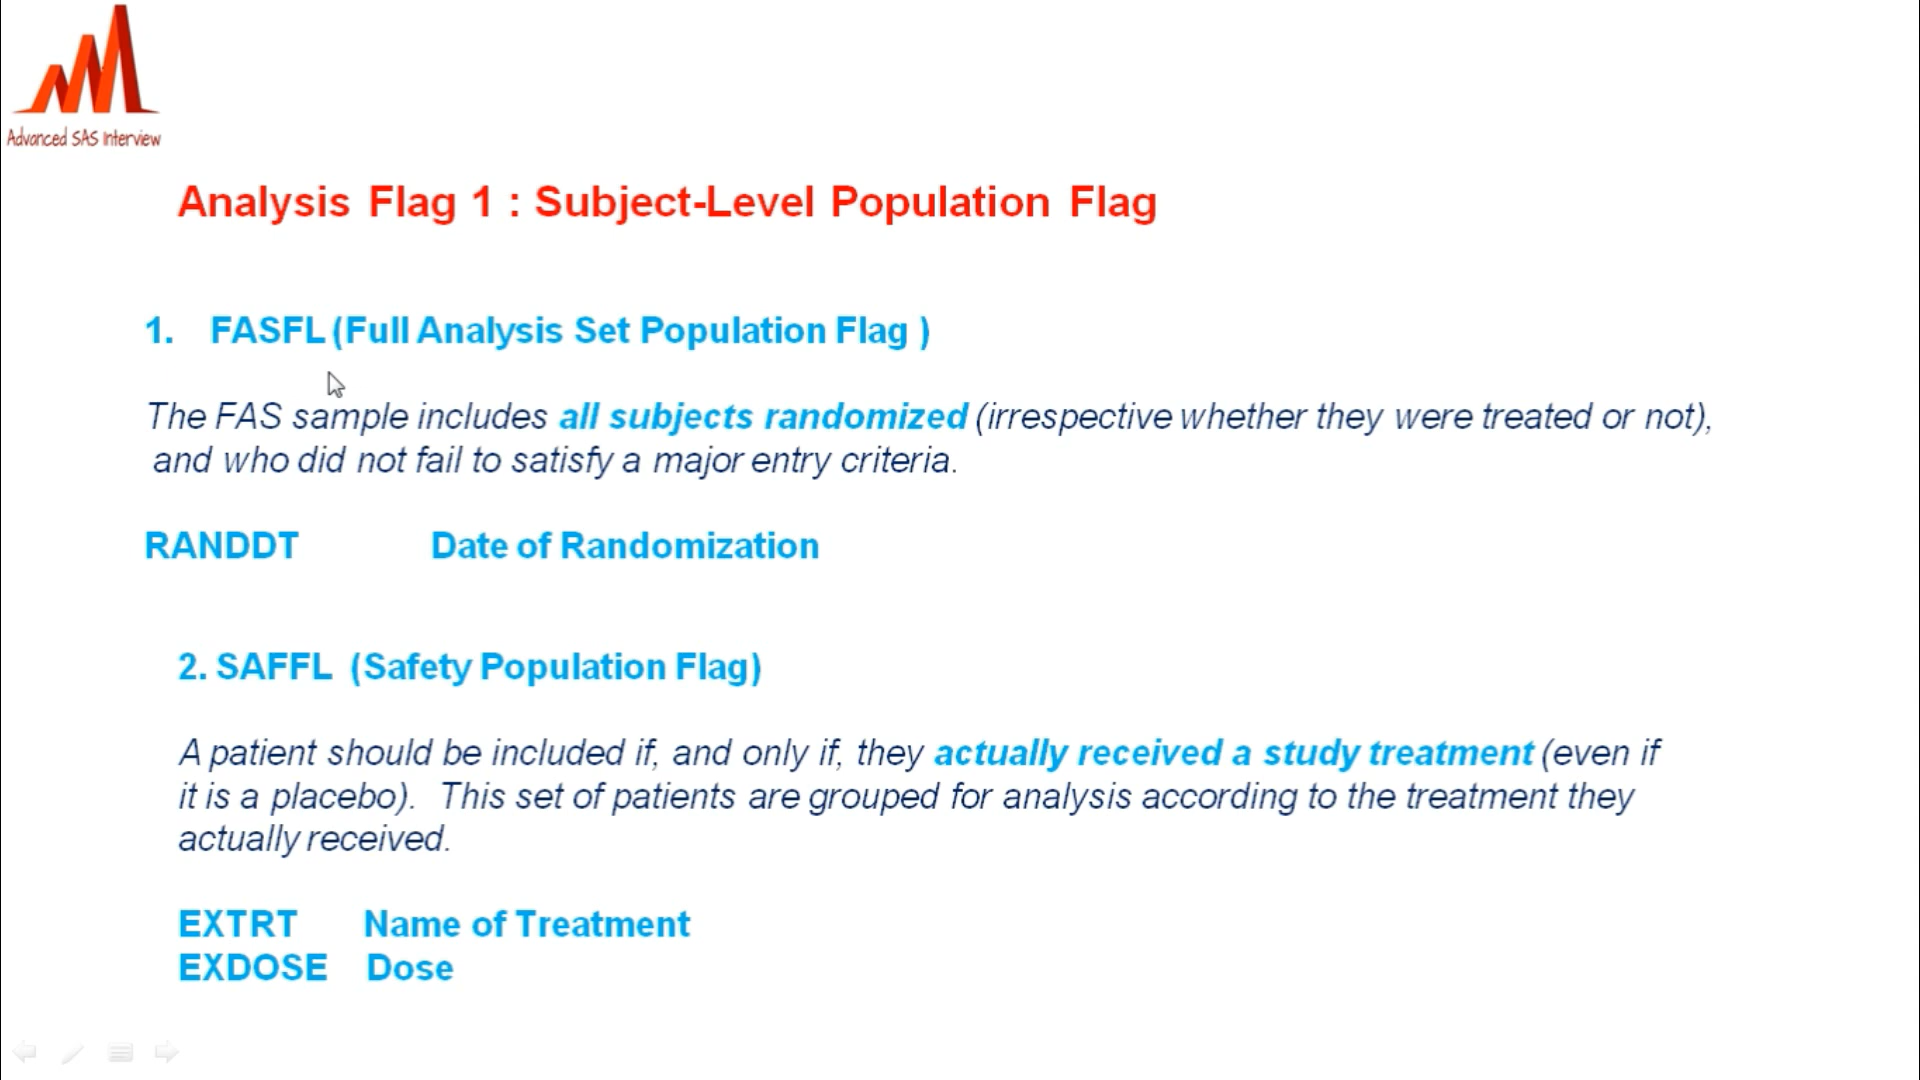 Advanced SAS Interview
Analysis Flag 1 : Subject-Level Population Flag
1. FASFL (Full Analysis Set Population Flag )
The FAS sample includes all subjects randomized (irrespective whether they were treated or not),
and who did not fail to satisfy a major entry criteria.
RANDDT Date of Randomization
2. SAFFL (Safety Population Flag)
A patient should be included if, and only if, they actually received a study treatment (even if
it is a placebo). This set of patients are grouped for analysis according to the treatment they
actually received.
EXTRT Name of Treatment
EXDOSE Dose